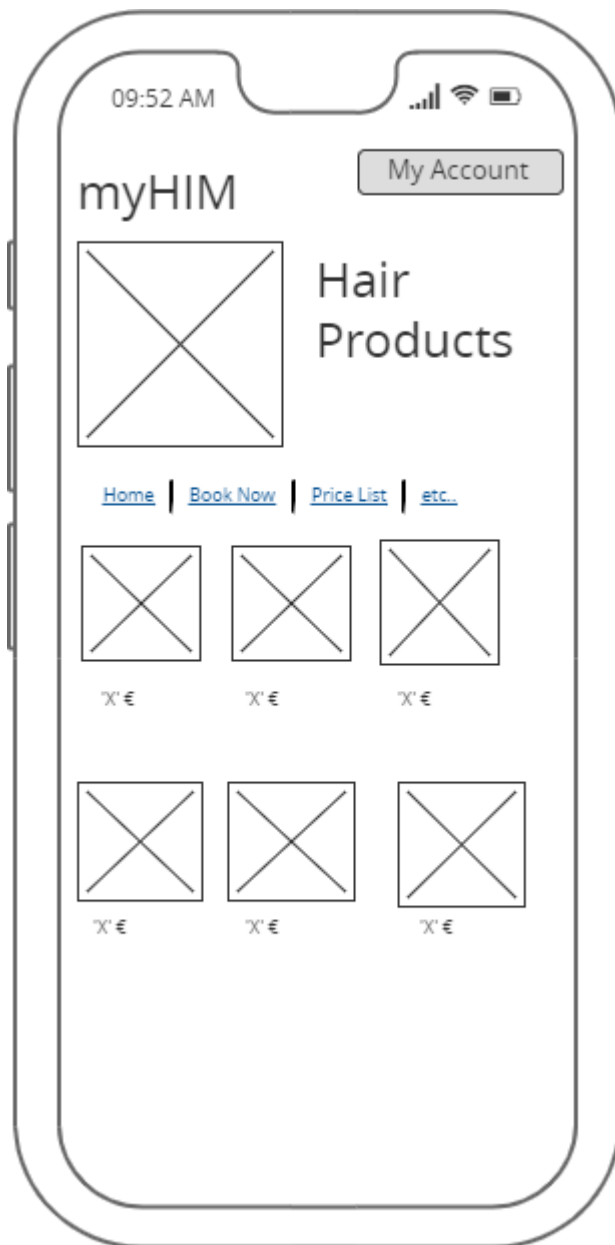 09:52 AM
My Account
myHIM
Hair
Products
Home | Book Now | Price List | etc..
'X' € 'X' € 'X' €
'X' € 'X' € 'X' €